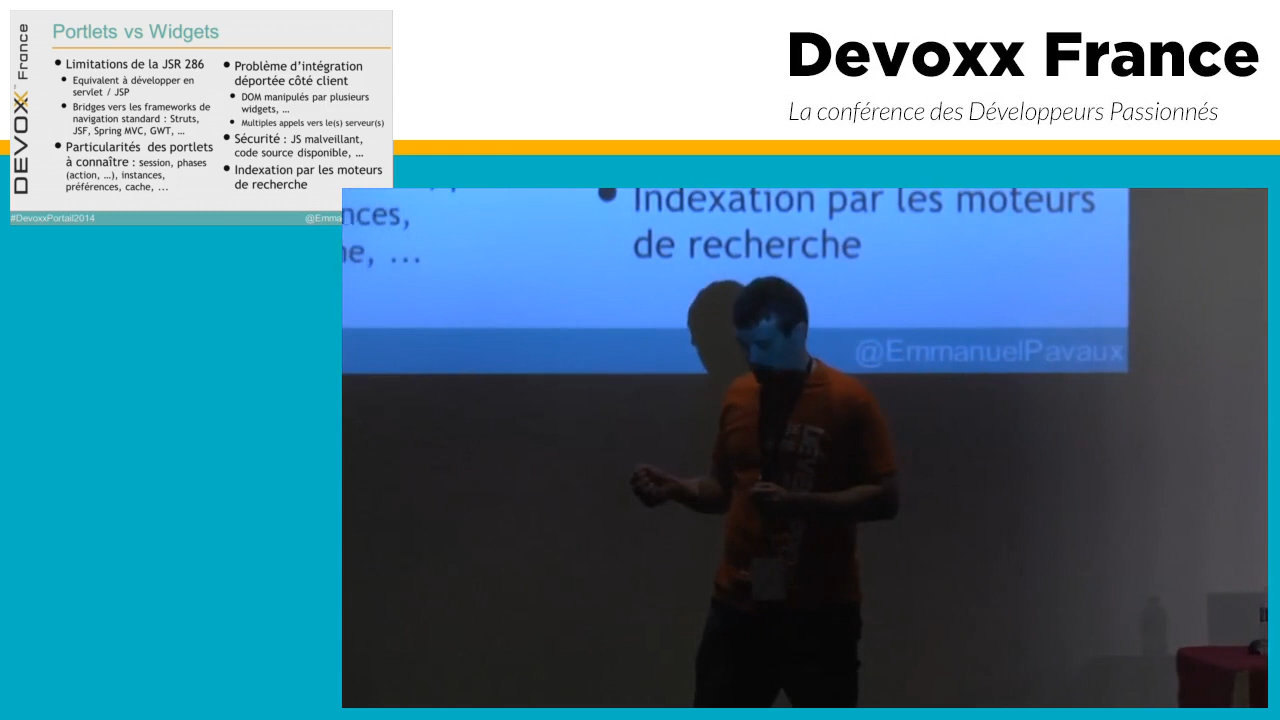 Devoxx France
La conférence des Développeurs Passionnés
DEVOXX™ France
Portlets vs Widgets
• Limitations de la JSR 286
• Equivalent à développer en
servlet / JSP
• Bridges vers les frameworks de
navigation standard : Struts,
JSF, Spring MVC, GWT, …
• Particularités des portlets
à connaître : session, phases
(action, …), instances,
préférences, cache, …
• Problème d'intégration
déportée côté client
• DOM manipulés par plusieurs
widgets, …
• Multiples appels vers le(s) serveur(s)
• Sécurité : JS malveillant,
code source disponible, …
• Indexation par les moteurs
de recherche
#DevoxxPortail2014
@Emma
nces,
ne, …
• Indexation par les moteurs
de recherche
@EmmanuelPavaux